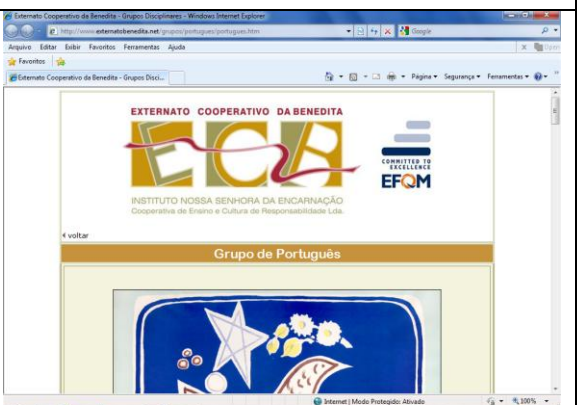 Externato Cooperativo da Benedita - Grupos Disciplinares - Windows Internet Explorer
http://www.externatobenedita.net/grupos/portugues/portugues.htm
Google
Arquivo Editar Exibir Favoritos Ferramentas Ajuda
Favoritos
Externato Cooperativo da Benedita - Grupos Disci...
Página Segurança Ferramentas
EXTERNATO COOPERATIVO DA BENEDITA
ECB
COMMITTED TO
EXCELLENCE
EFQM
INSTITUTO NOSSA SENHORA DA ENCARNAÇÃO
Cooperativa de Ensino e Cultura de Responsabilidade Lda.
voltar
Grupo de Português
Internet | Modo Protegido: Ativado
100%